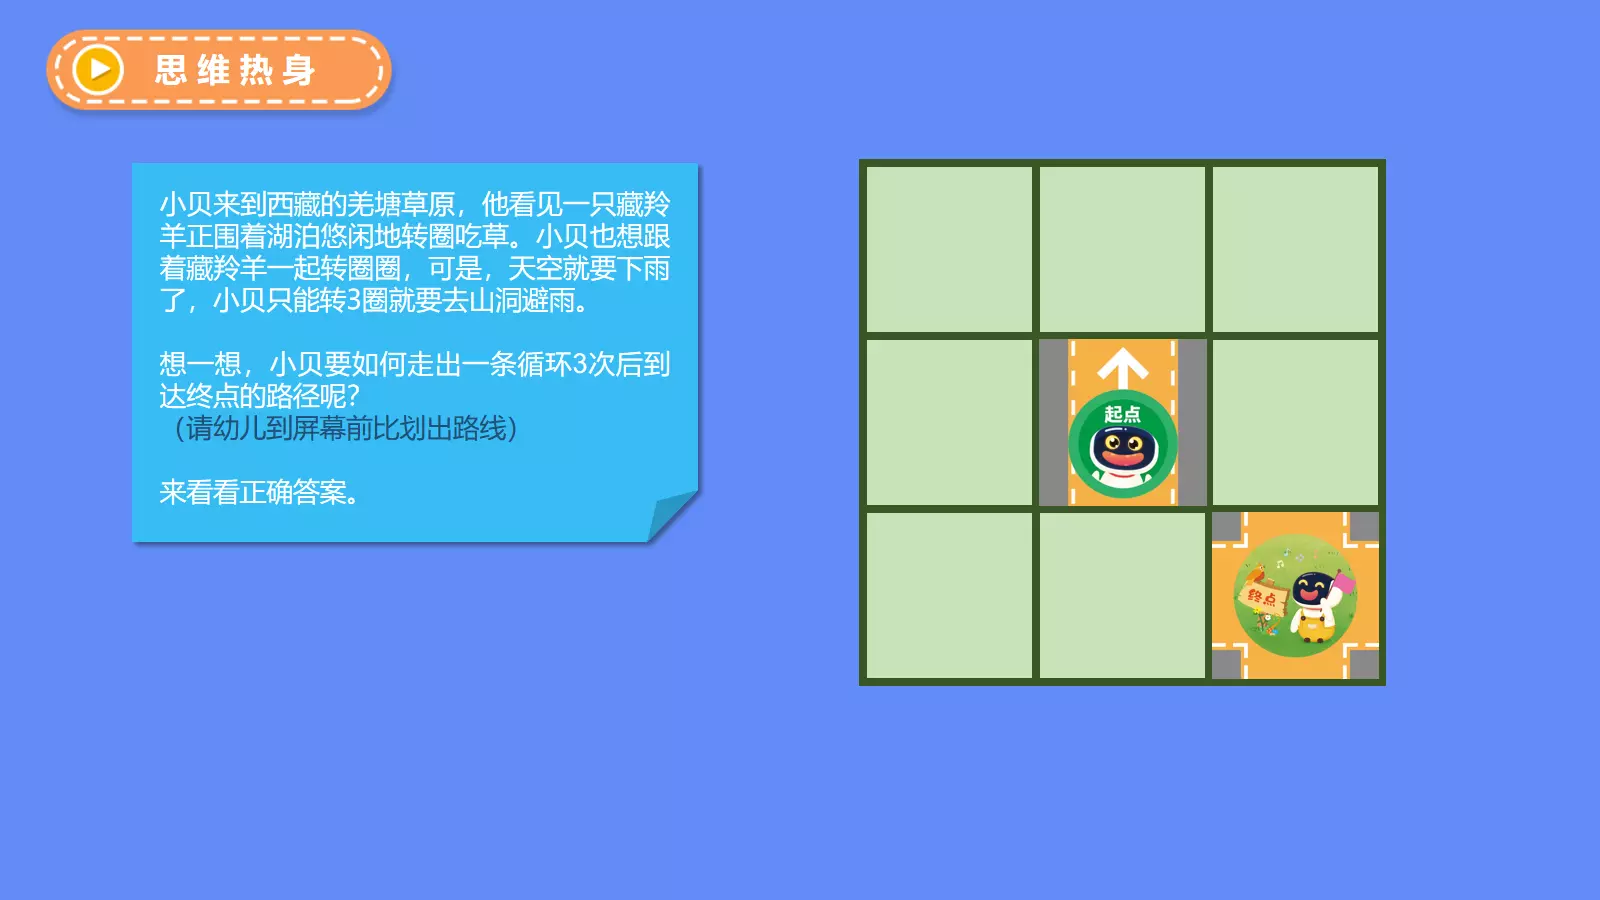 思维热身
小贝来到西藏的羌塘草原，他看见一只藏羚
羊正围着湖泊悠闲地转圈吃草。小贝也想跟
着藏羚羊一起转圈圈，可是，天空就要下雨
了，小贝只能转3圈就要去山洞避雨。
想一想，小贝要如何走出一条循环3次后到
达终点的路径呢？
（请幼儿到屏幕前比划出路线）
来看看正确答案。
起点
终点